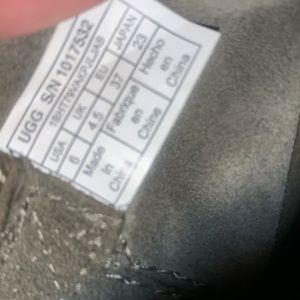 UGG S/N 1017532
USA UK EU JAPAN
6 4.5 37 23
Made Fabrique Hecho
in en en
China Chine China